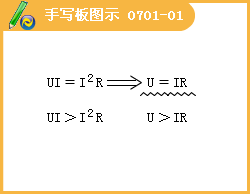 手写板图示 0701-01
UI = I²R ⟹ U = IR
UI > I²R U > IR